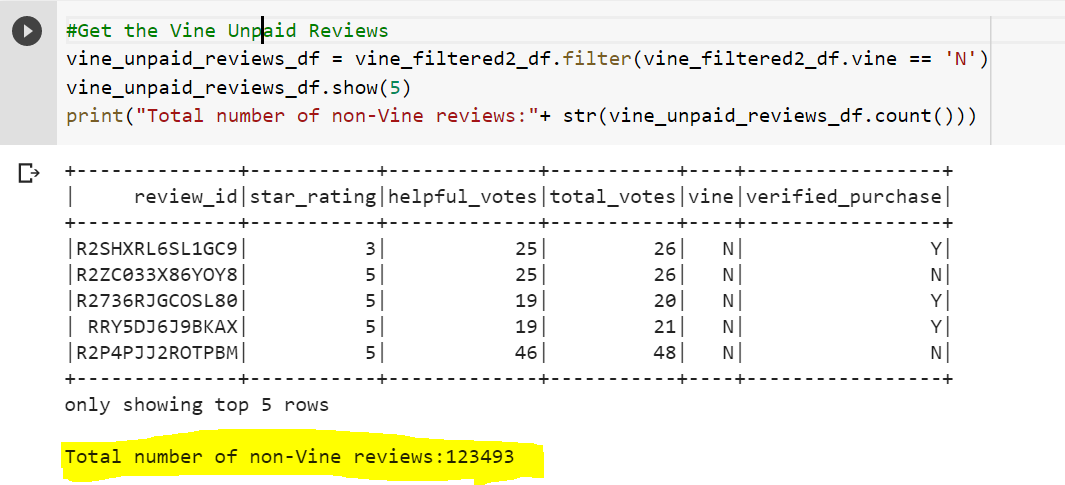 #Get the Vine Unpaid Reviews
vine_unpaid_reviews_df = vine_filtered2_df.filter(vine_filtered2_df.vine == 'N')
vine_unpaid_reviews_df.show(5)
print("Total number of non-Vine reviews:"+ str(vine_unpaid_reviews_df.count()))
+--------------+-----------+-------------+-----------+----+-----------------+
|     review_id|star_rating|helpful_votes|total_votes|vine|verified_purchase|
+--------------+-----------+-------------+-----------+----+-----------------+
|R2SHXRL6SL1GC9|          3|           25|         26|   N|                Y|
|R2ZC033X86YOY8|          5|           25|         26|   N|                N|
|R2736RJGCOSL80|          5|           19|         20|   N|                Y|
| RRY5DJ6J9BKAX|          5|           19|         21|   N|                Y|
|R2P4PJJ2ROTPBM|          5|           46|         48|   N|                N|
+--------------+-----------+-------------+-----------+----+-----------------+
only showing top 5 rows
Total number of non-Vine reviews:123493